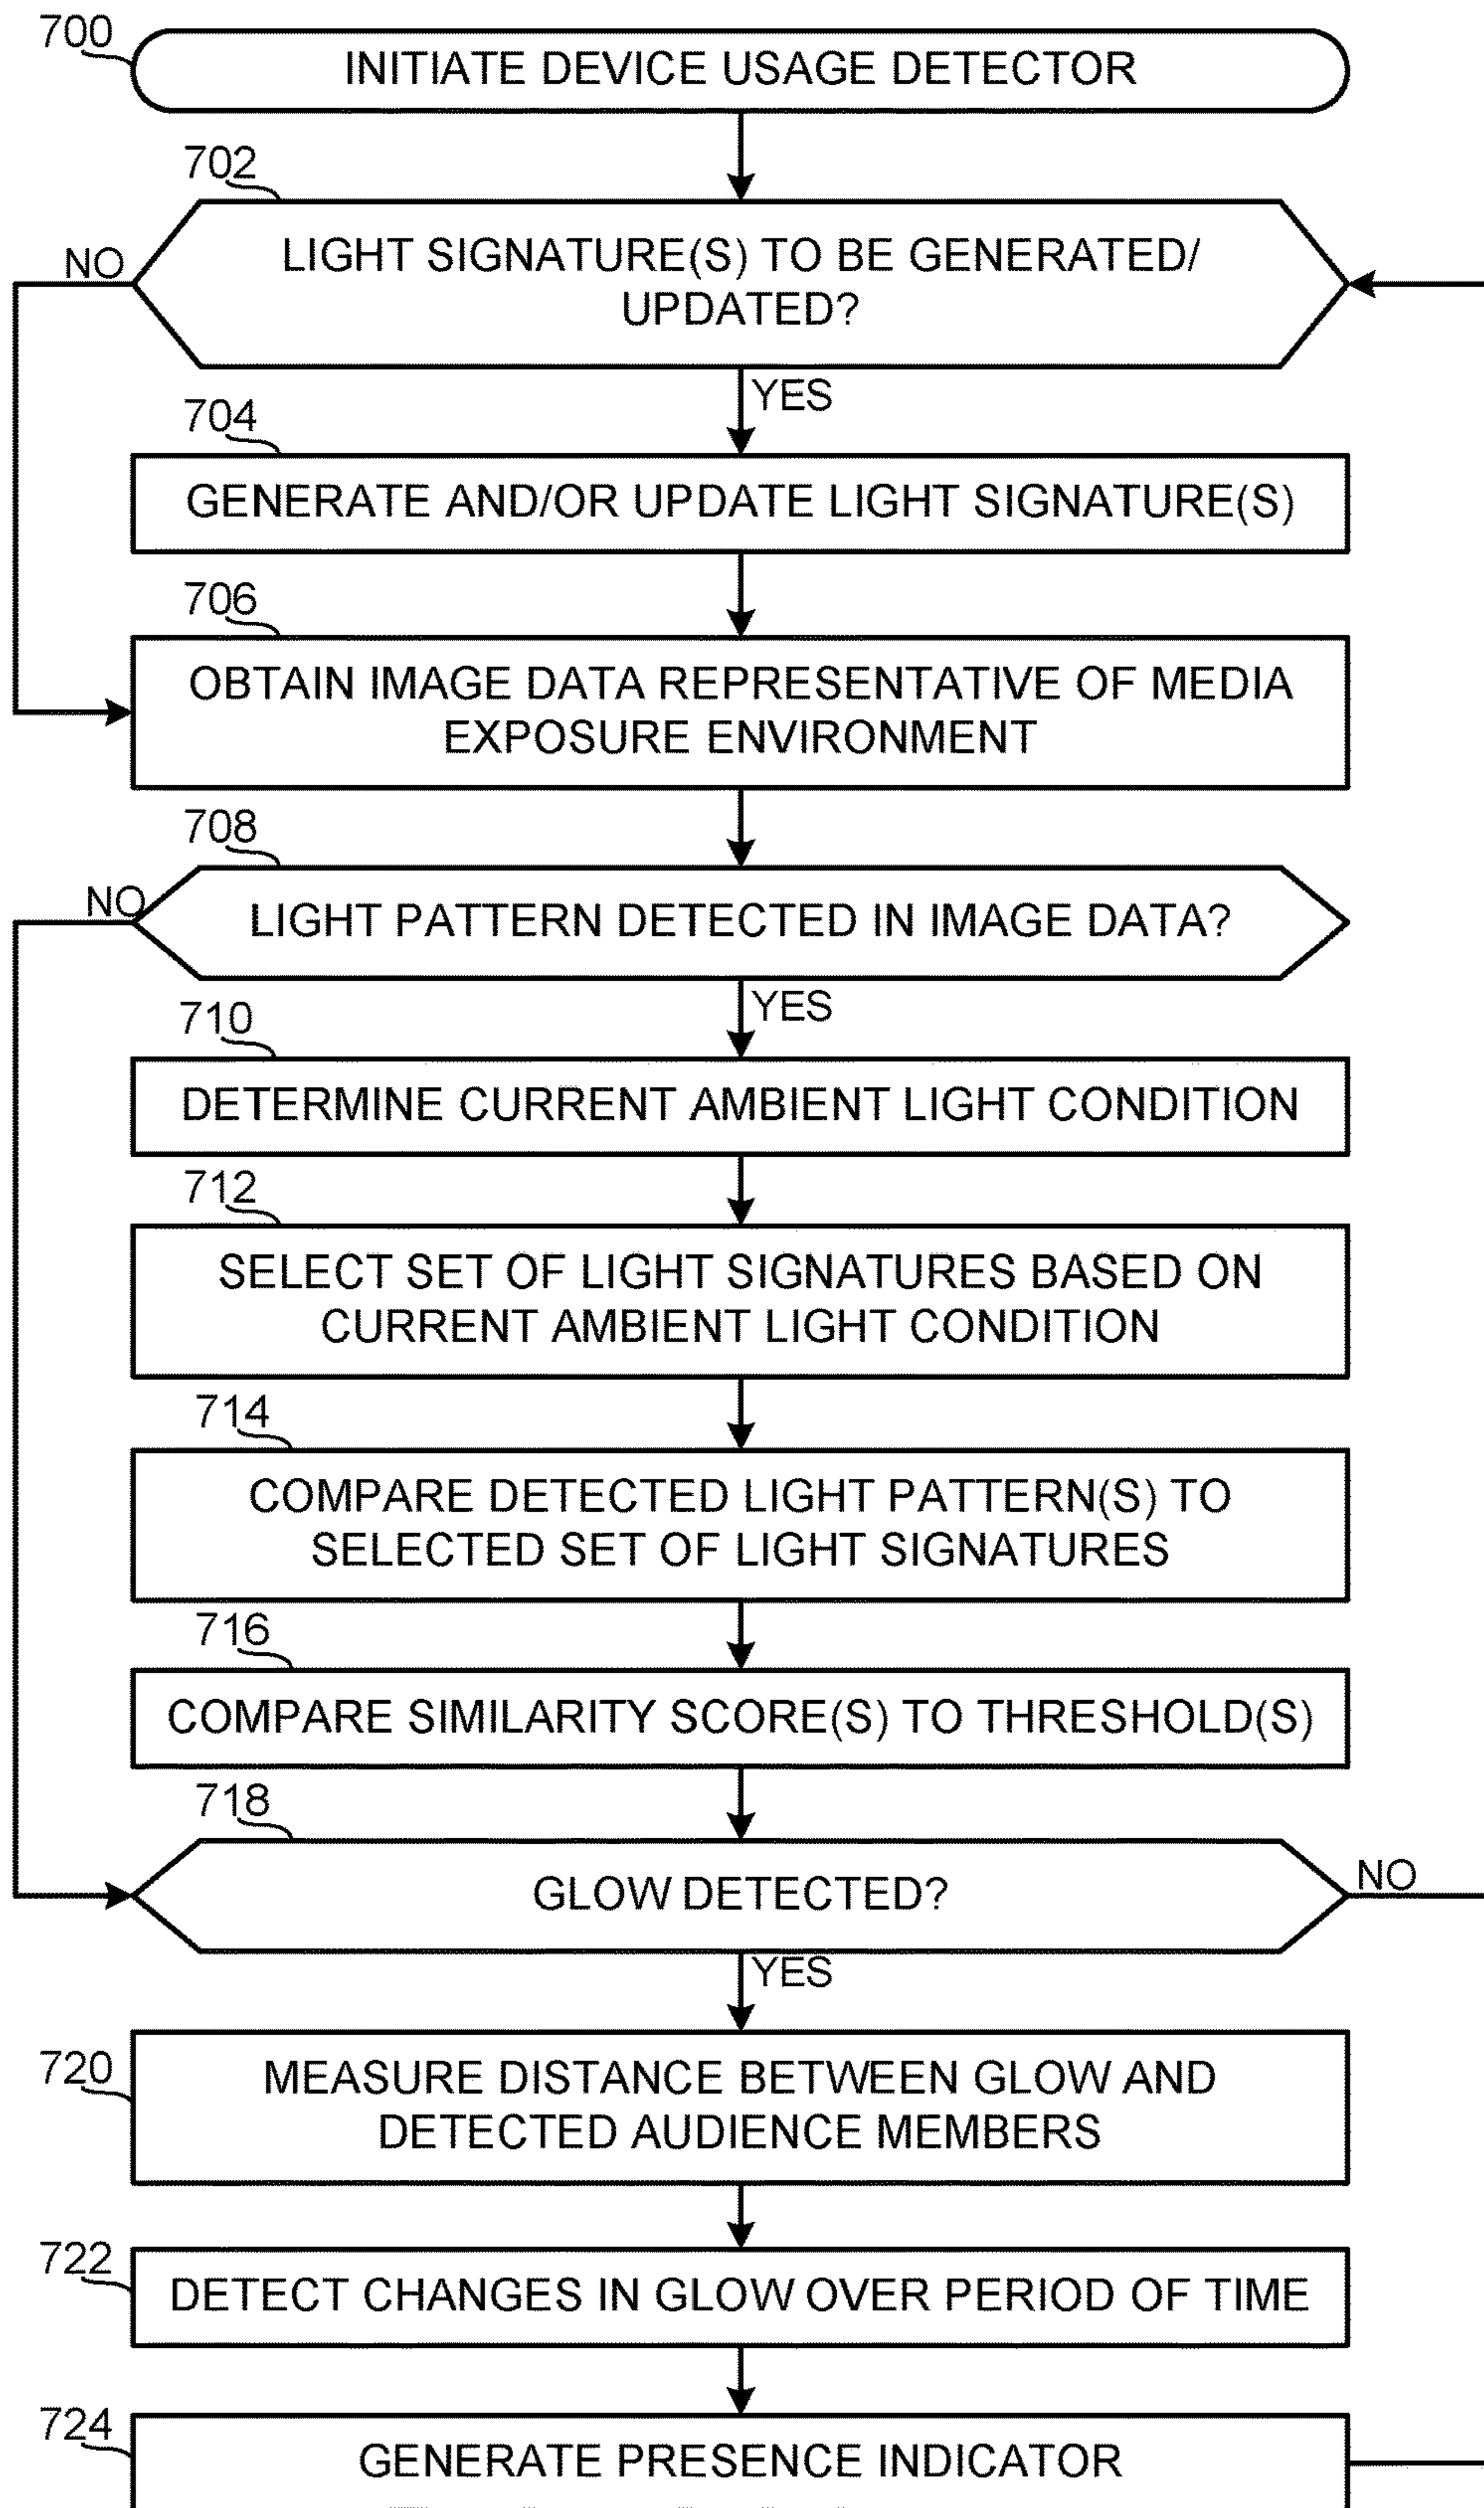 700
INITIATE DEVICE USAGE DETECTOR
702
NO
LIGHT SIGNATURE(S) TO BE GENERATED/
UPDATED?
YES
704
GENERATE AND/OR UPDATE LIGHT SIGNATURE(S)
706
OBTAIN IMAGE DATA REPRESENTATIVE OF MEDIA
EXPOSURE ENVIRONMENT
708
NO
LIGHT PATTERN DETECTED IN IMAGE DATA?
YES
710
DETERMINE CURRENT AMBIENT LIGHT CONDITION
712
SELECT SET OF LIGHT SIGNATURES BASED ON
CURRENT AMBIENT LIGHT CONDITION
714
COMPARE DETECTED LIGHT PATTERN(S) TO
SELECTED SET OF LIGHT SIGNATURES
716
COMPARE SIMILARITY SCORE(S) TO THRESHOLD(S)
718
GLOW DETECTED?
NO
YES
720
MEASURE DISTANCE BETWEEN GLOW AND
DETECTED AUDIENCE MEMBERS
722
DETECT CHANGES IN GLOW OVER PERIOD OF TIME
724
GENERATE PRESENCE INDICATOR